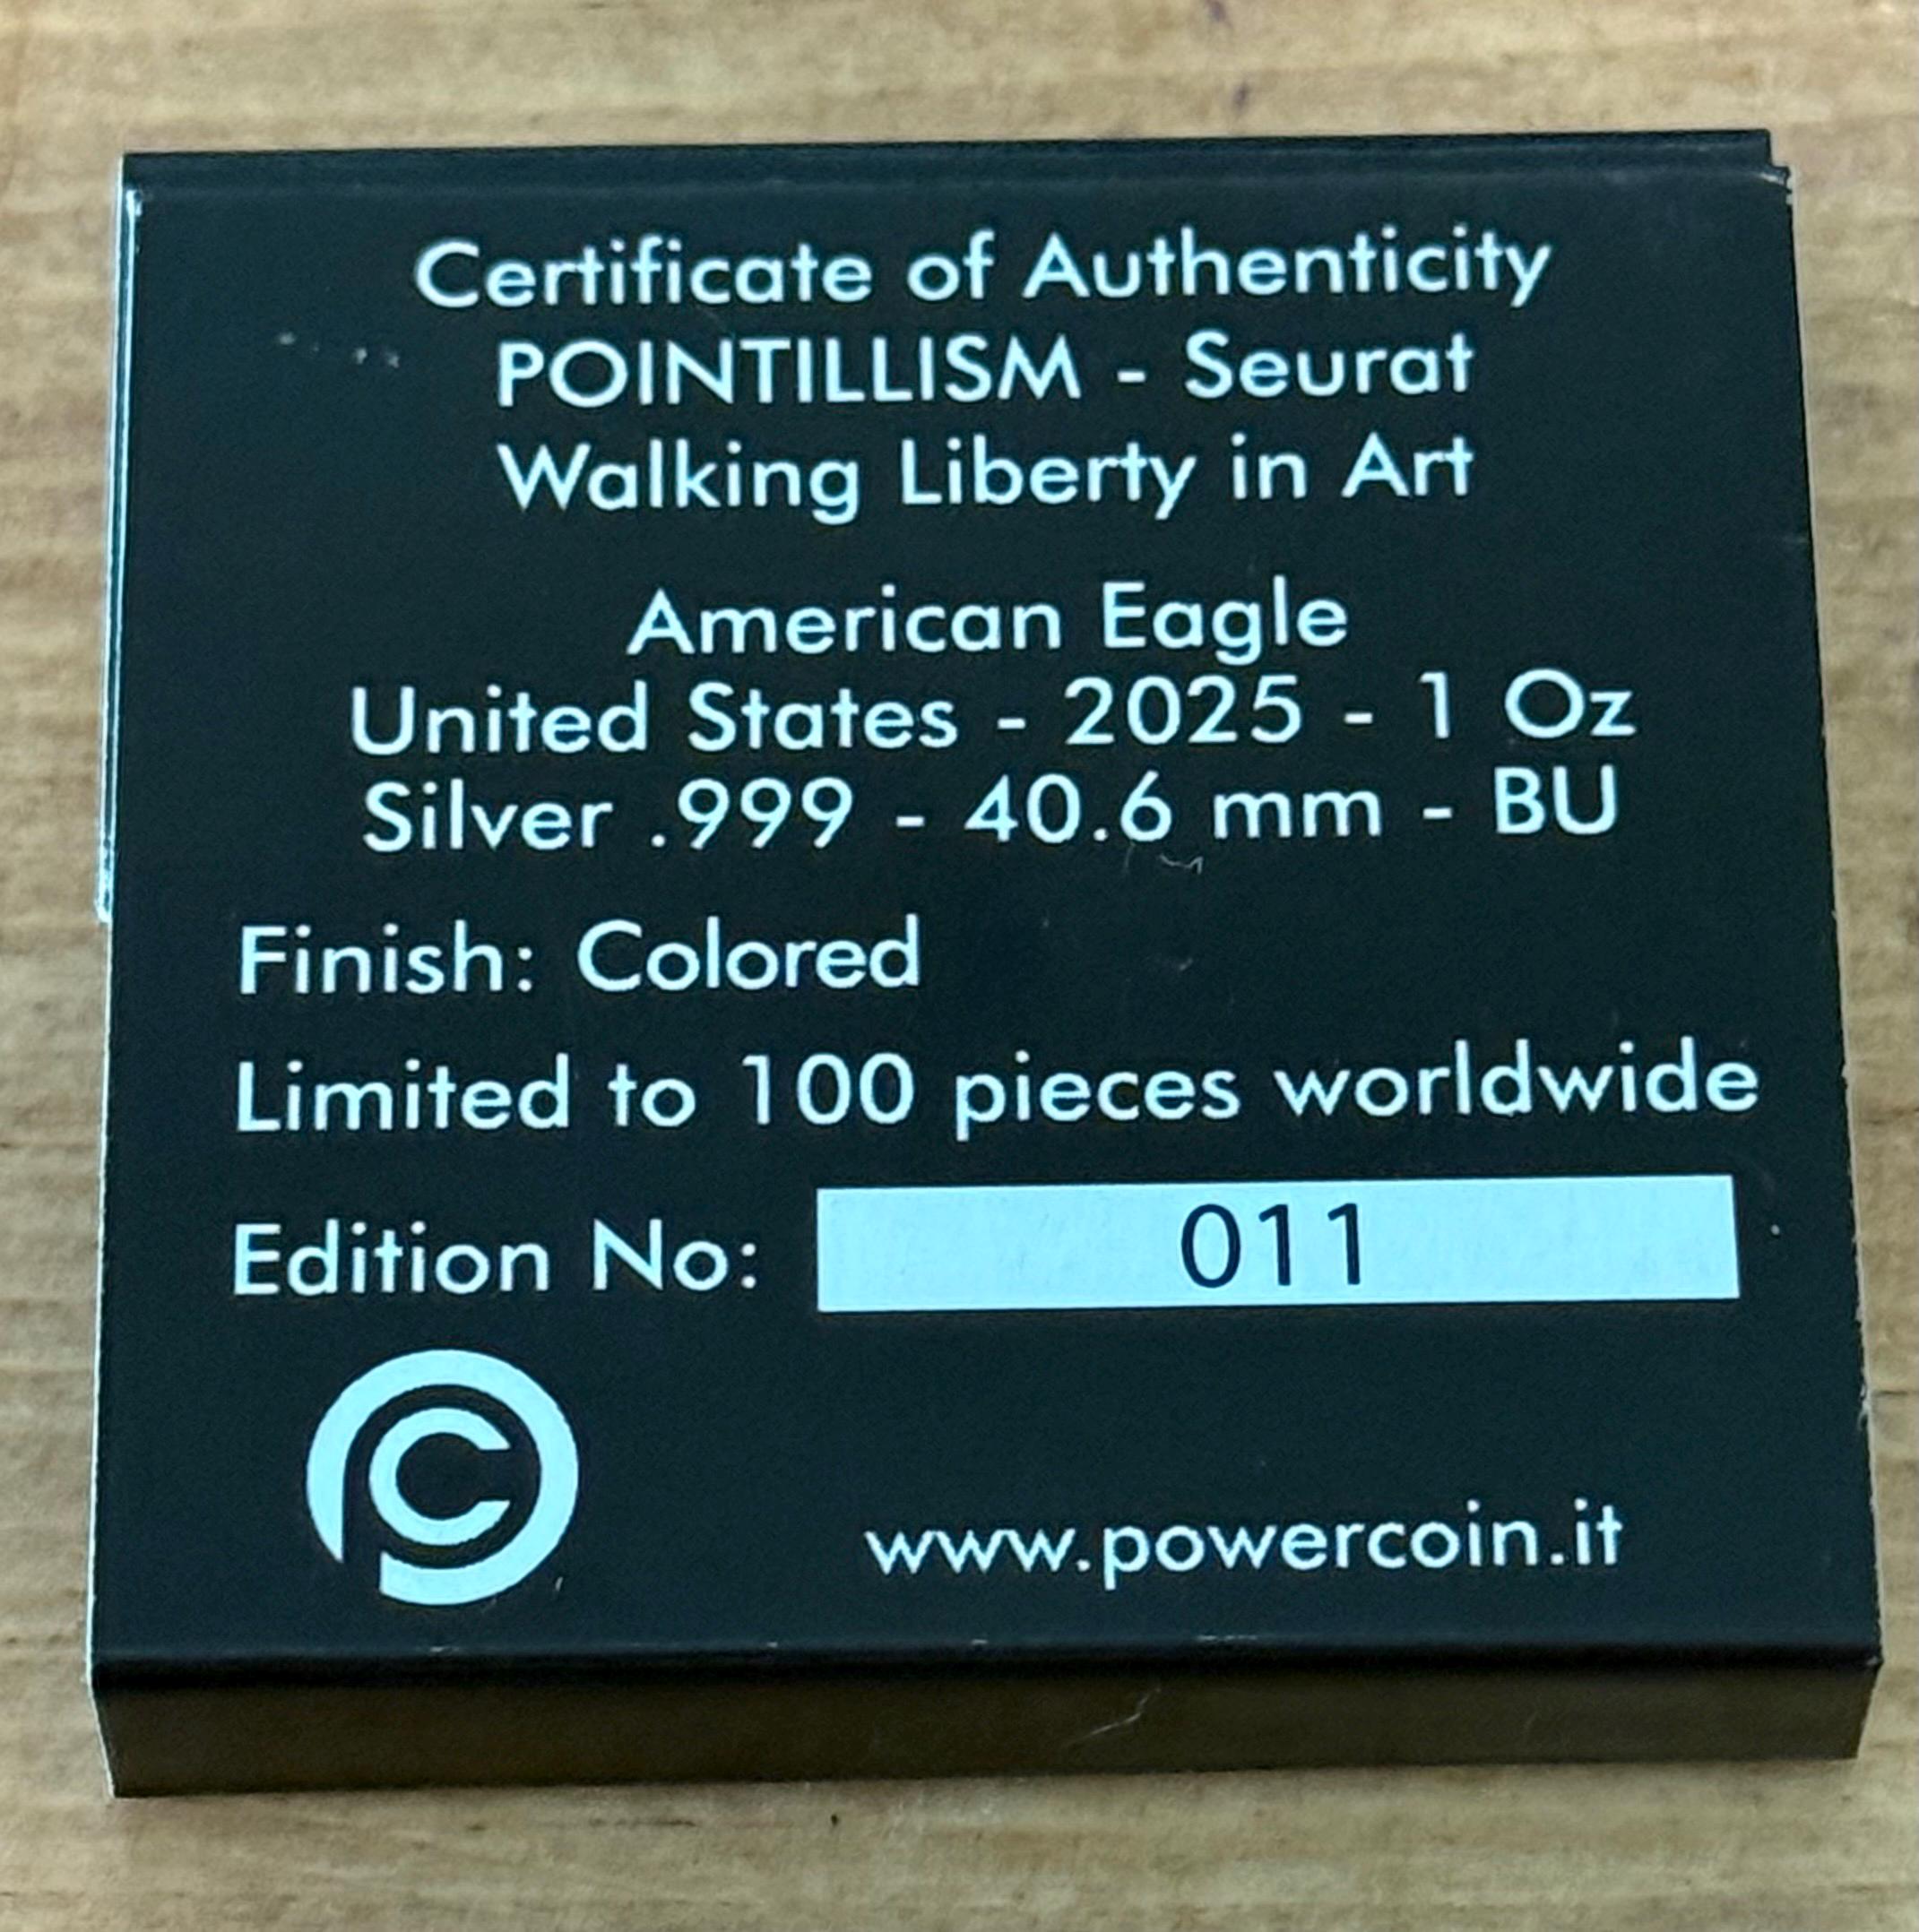 Certificate of Authenticity
POINTILLISM - Seurat
Walking Liberty in Art
American Eagle
United States - 2025 - 1 Oz
Silver .999 - 40.6 mm - BU
Finish: Colored
Limited to 100 pieces worldwide
Edition No: 011
www.powercoin.it